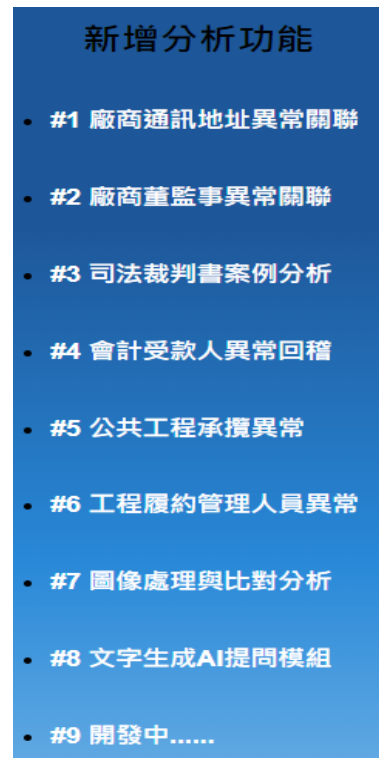 新增分析功能
• #1 廠商通訊地址異常關聯
• #2 廠商董監事異常關聯
• #3 司法裁判書案例分析
• #4 會計受款人異常回稽
• #5 公共工程承攬異常
• #6 工程履約管理人員異常
• #7 圖像處理與比對分析
• #8 文字生成AI提問模組
• #9 開發中......